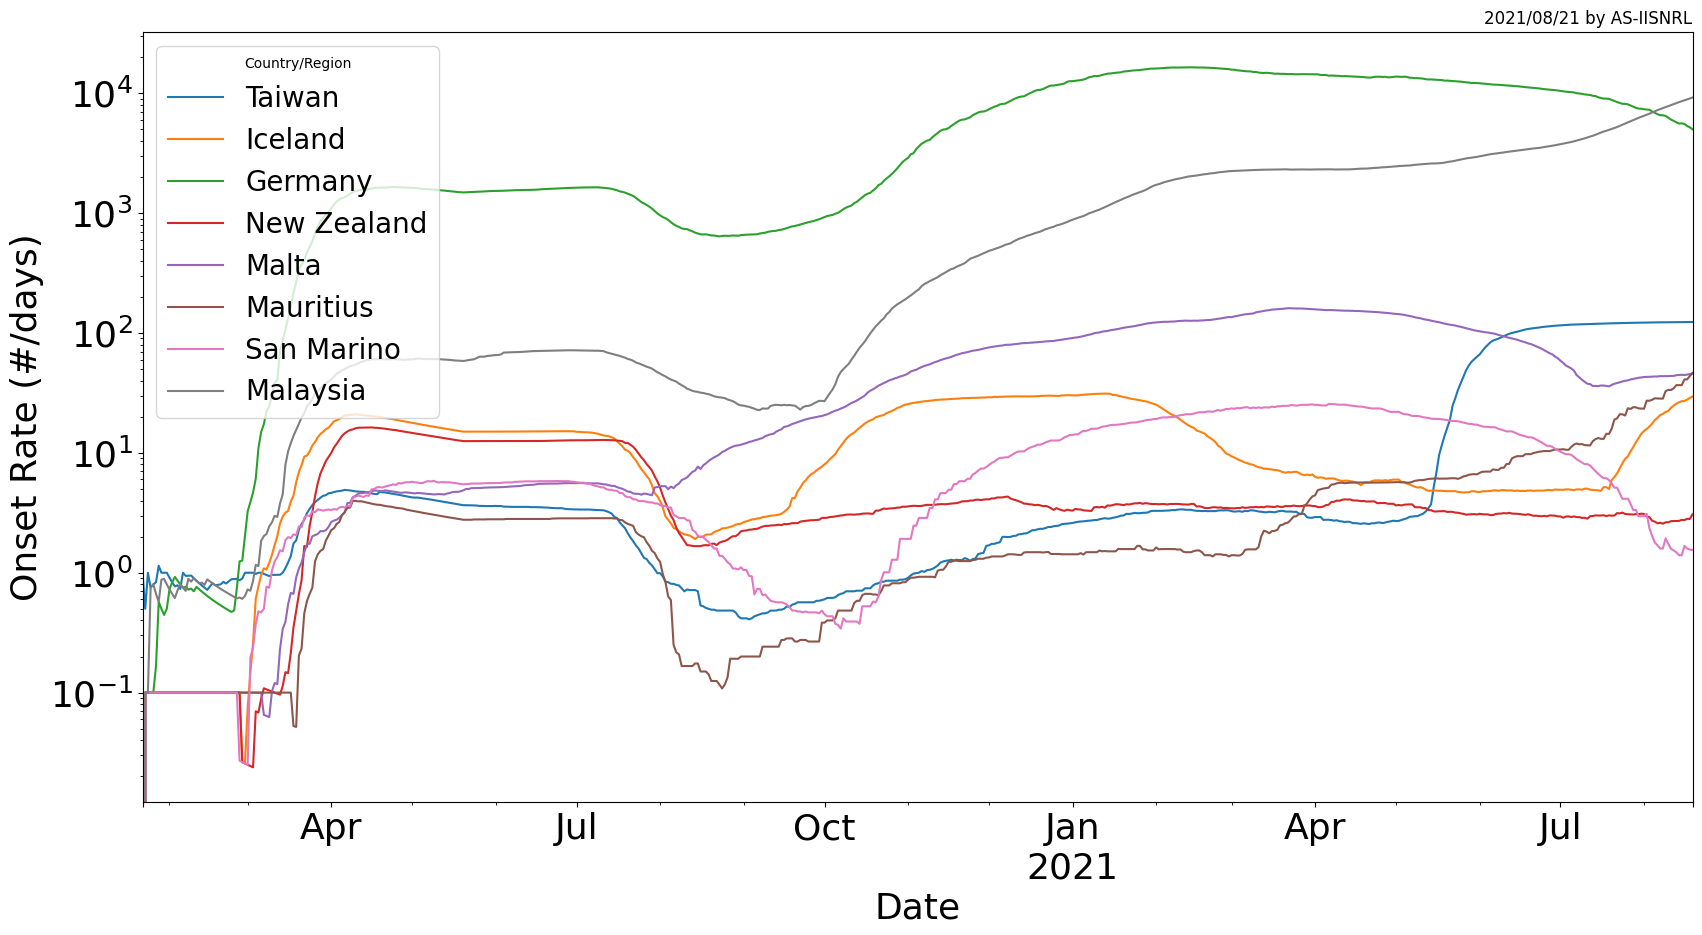 2021/08/21 by AS-IISNRL
Country/Region
Taiwan
Iceland
Germany
New Zealand
Malta
Mauritius
San Marino
Malaysia
Onset Rate (#/days)
10⁴
10³
10²
10¹
10⁰
10⁻¹
Apr Jul Oct Jan Apr Jul
2021
Date